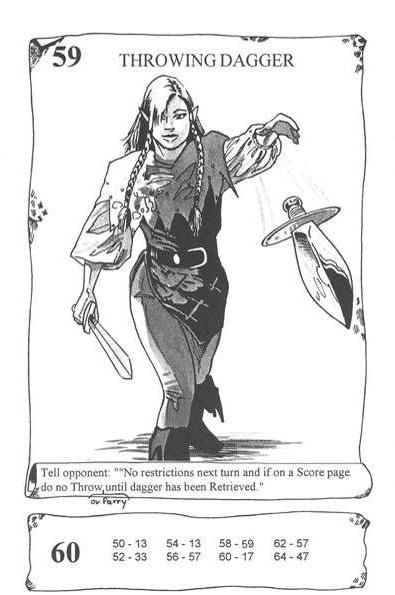 59 THROWING DAGGER
Tell opponent: ""No restrictions next turn and if on a Score page
do no Throw,until dagger has been Retrieved."
or Parry
60
50 - 13 54 - 13 58 - 59 62 - 57
52 - 33 56 - 57 60 - 17 64 - 47